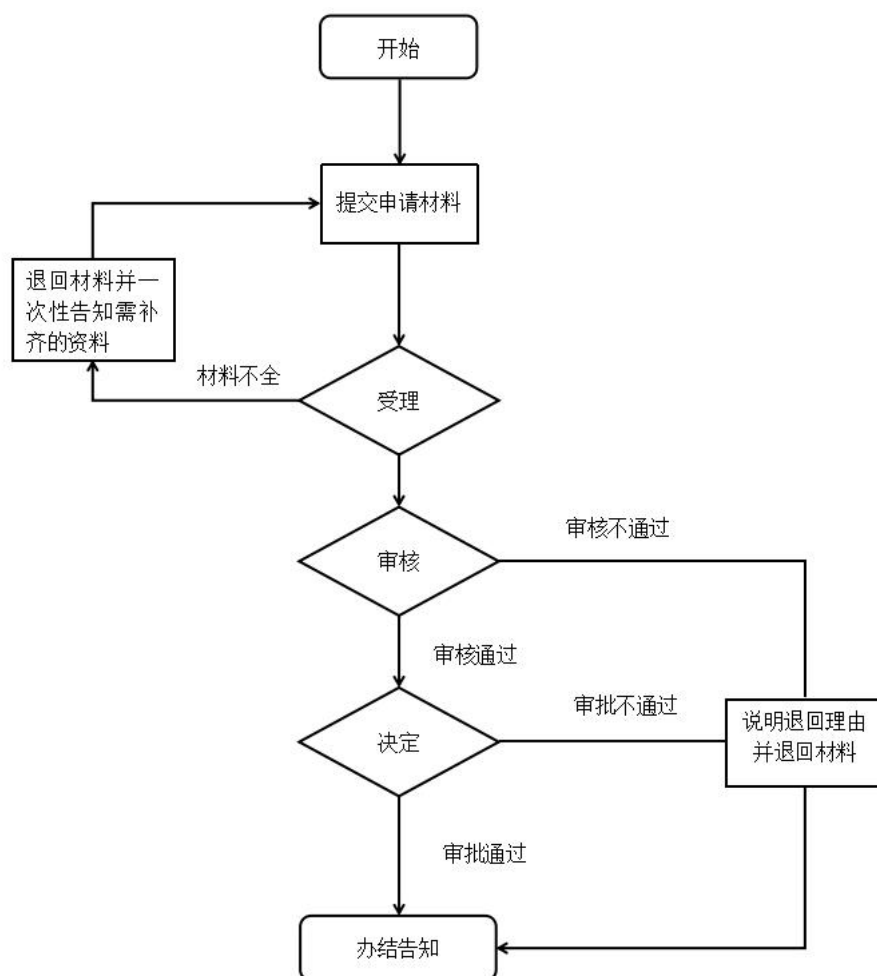 开始
提交申请材料
退回材料并一
次性告知需补
齐的资料
材料不全
受理
审核不通过
审核
审核通过
审批不通过
说明退回理由
并退回材料
决定
审批通过
办结告知